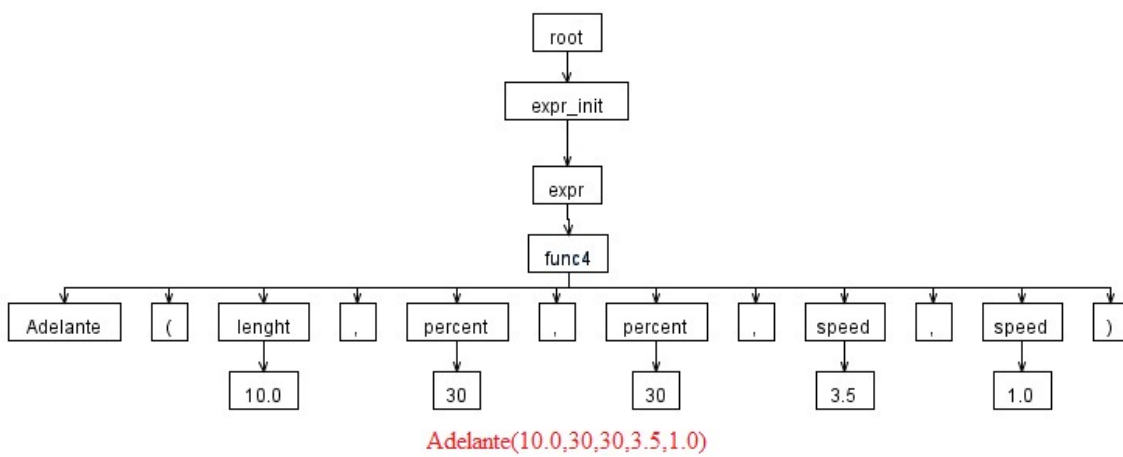 root
expr_init
expr
func4
Adelante ( lenght , percent , percent , speed , speed )
10.0 30 30 3.5 1.0
Adelante(10.0,30,30,3.5,1.0)